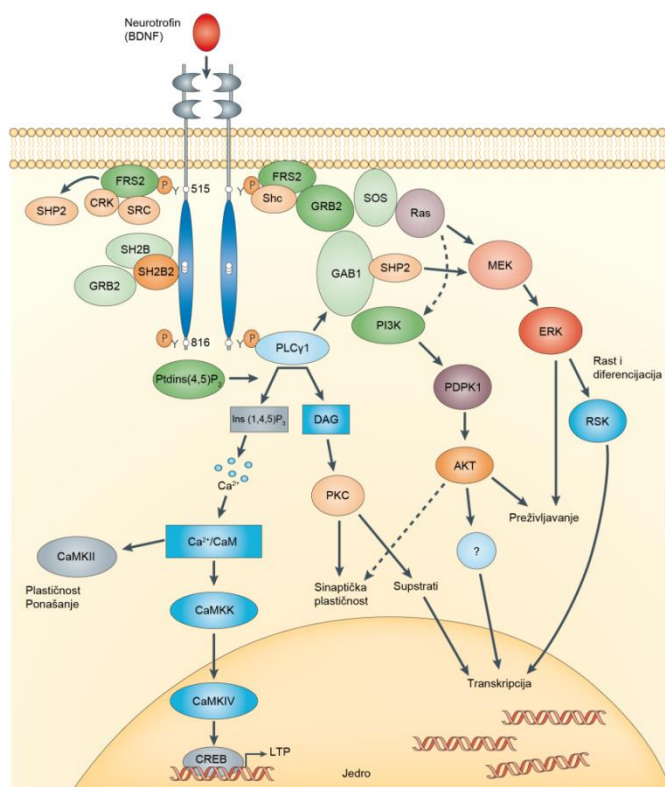 Neurotrofin
(BDNF)
FRS2
P
Y
515
CRK
SRC
SHP2
SH2B
SH2B2
GRB2
P
Y
816
Y
P
FRS2
Shc
GRB2
SOS
Ras
GAB1
SHP2
MEK
ERK
PI3K
Y
P
PLCγ1
Ptdins(4,5)P₂
Rast i
diferencijacija
PDPK1
RSK
Ins (1,4,5)P₃
DAG
Ca²⁺
PKC
AKT
Preživljavanje
Ca²⁺/CaM
CaMKII
?
Plastičnost
Ponašanje
Sinaptička
plastičnost
Supstrati
CaMKK
Transkripcija
CaMKIV
CREB
LTP
Jedro